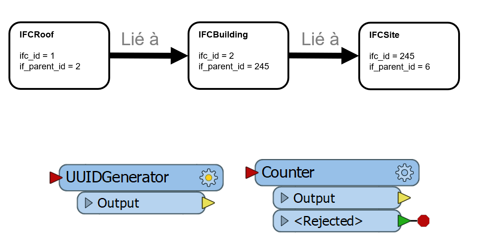 IFCRoof
ifc_id = 1
if_parent_id = 2
Lié à
IFCBuilding
ifc_id = 2
if_parent_id = 245
Lié à
IFCSite
ifc_id = 245
if_parent_id = 6
UUIDGenerator
Output
Counter
Output
<Rejected>